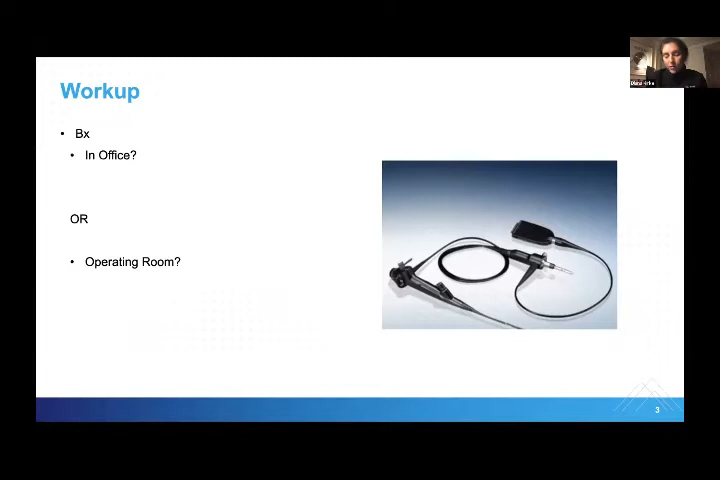 Workup
• Bx
• In Office?
OR
• Operating Room?
3